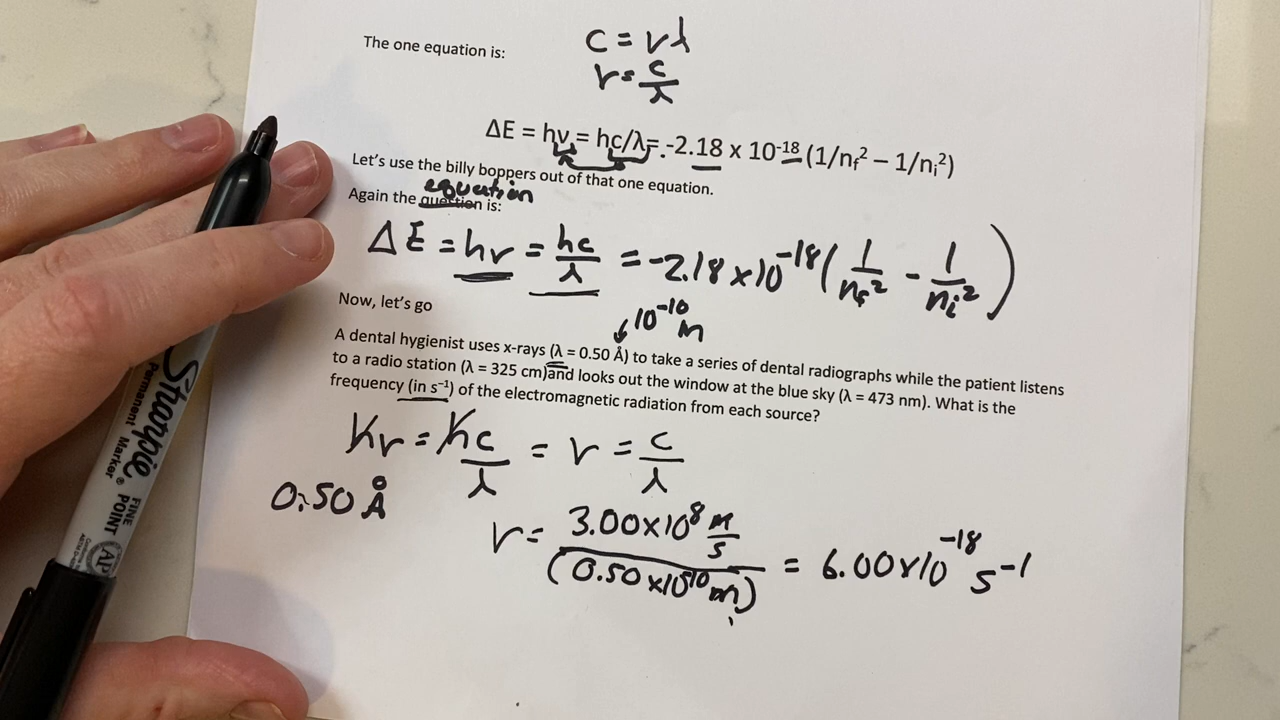 The one equation is:
c = νλ
ν = c/λ
ΔE = hν = hc/λ = -2.18 x 10-18 (1/nf2 – 1/ni2)
Let's use the billy boppers out of that one equation.
equation
Again the question is:
ΔE = hν = hc/λ = -2.18 x 10-18 (1/nf2 - 1/ni2)
Now, let's go
10-10 m
A dental hygienist uses x-rays (λ = 0.50 Å) to take a series of dental radiographs while the patient listens
to a radio station (λ = 325 cm)and looks out the window at the blue sky (λ = 473 nm). What is the
frequency (in s-1) of the electromagnetic radiation from each source?
hν = hc/λ = ν = c/λ
0.50 Å
ν = 3.00x108 m/s / (0.50 x10-10 m) = 6.00x10-18 s-1
Sharpie
Permanent Marker
FINE
POINT
AP